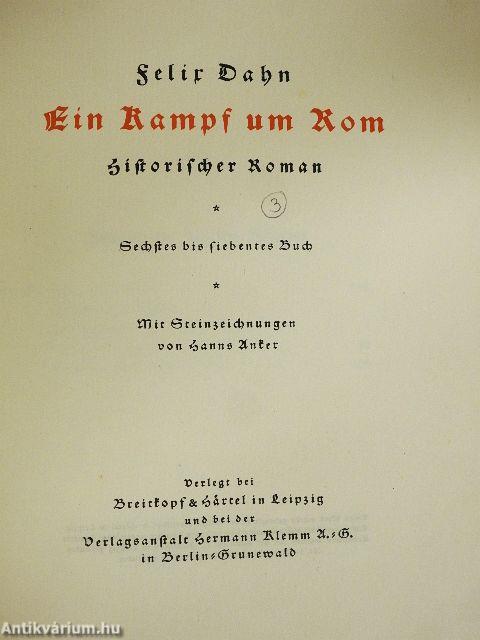 Felix Dahn
Ein Kampf um Rom
Historischer Roman
*
3
Sechstes bis siebentes Buch
*
Mit Steinzeichnungen
von Hanns Anker
Verlegt bei
Breitkopf & Härtel in Leipzig
und bei der
Verlagsanstalt Hermann Klemm A.-G.
in Berlin-Grunewald
Antikvárium.hu